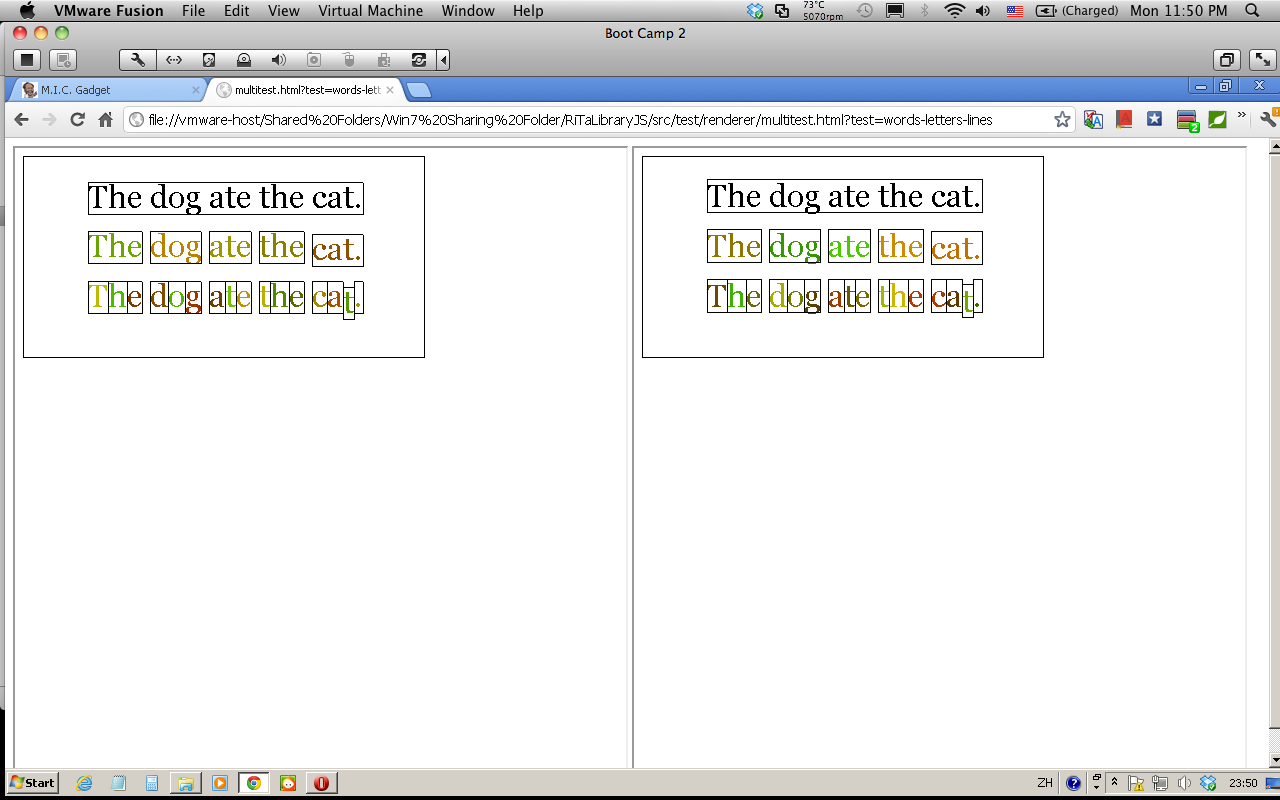 VMware Fusion File Edit View Virtual Machine Window Help 73°C 5070rpm (Charged) Mon 11:50 PM
Boot Camp 2
M.I.C. Gadget multitest.html?test=words-lett
file://vmware-host/Shared%20Folders/Win7%20Sharing%20Folder/RiTaLibraryJS/src/test/renderer/multitest.html?test=words-letters-lines
2
The dog ate the cat.
The dog ate the cat.
The dog ate the cat.
The dog ate the cat.
The dog ate the cat.
The dog ate the cat.
Start ZH 23:50